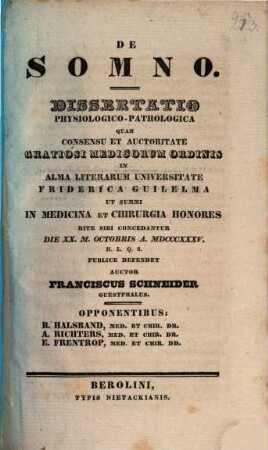 DE
SOMNO.
DISSERTATIO
PHYSIOLOGICO-PATHOLOGICA
QUAM
CONSENSU ET AUCTORITATE
GRATIOSI MEDICORUM ORDINIS
IN
ALMA LITERARUM UNIVERSITATE
FRIDERICA GUILELMA
UT SUMMI
IN MEDICINA ET CHIRURGIA HONORES
RITE SIBI CONCEDANTUR
DIE XX. M. OCTOBRIS A. MDCCCXXXV.
H. L. Q. S.
PUBLICE DEFENDET
AUCTOR
FRANCISCUS SCHNEIDER
GUESTPHALUS.
OPPONENTIBUS:
B. HALSBAND, MED. ET CHIR. DR.
A. RICHTERS, MED. ET CHIR. DR.
E. FRENTROP, MED. ET CHIR. DD.
BEROLINI,
TYPIS NIETACKIANIS.